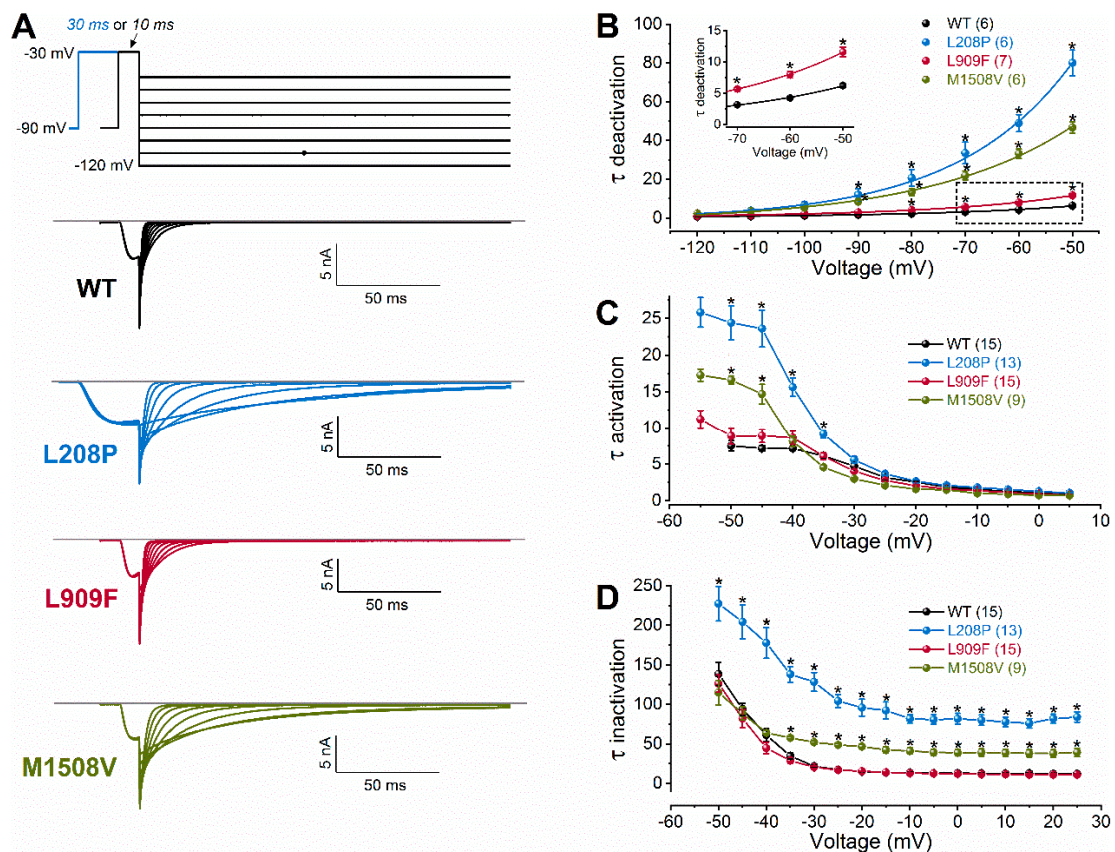 A
30 ms or 10 ms
-30 mV
-90 mV
-120 mV
WT
5 nA
50 ms
L208P
5 nA
50 ms
L909F
5 nA
50 ms
M1508V
5 nA
50 ms
B
τ deactivation
100
80
60
40
20
0
-120 -110 -100 -90 -80 -70 -60 -50
Voltage (mV)
WT (6)
L208P (6)
L909F (7)
M1508V (6)
τ deactivation
15
10
5
0
-70 -60 -50
Voltage (mV)
* * *
* * * * *
* * * * *
* * * *
C
τ activation
25
20
15
10
5
0
-60 -50 -40 -30 -20 -10 0 10
Voltage (mV)
WT (15)
L208P (13)
L909F (15)
M1508V (9)
* * * *
* *
D
τ inactivation
250
200
150
100
50
0
-60 -50 -40 -30 -20 -10 0 10 20 30
Voltage (mV)
WT (15)
L208P (13)
L909F (15)
M1508V (9)
* * * * * * * * * * * * * * * *
* * * * * * * * * * * * *